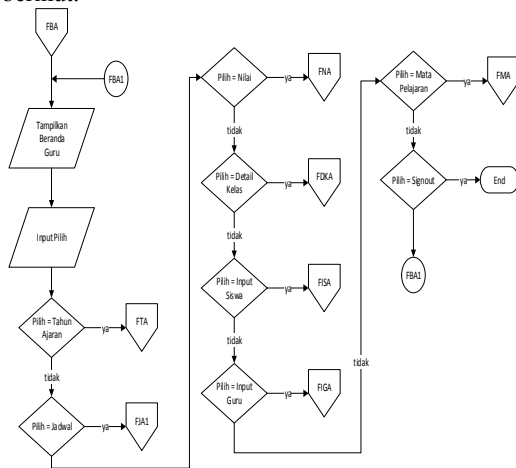 FBA
FBA1
Tampilkan
Beranda
Guru
Input Pilih
Pilih = Tahun
Ajaran
ya
FTA
tidak
Pilih = Jadwal
ya
FJA1
Pilih = Nilai
ya
FNA
tidak
Pilih = Detail
Kelas
ya
FDKA
tidak
Pilih = Input
Siswa
ya
FISA
tidak
Pilih = Input
Guru
ya
FIGA
tidak
Pilih = Mata
Pelajaran
ya
FMA
tidak
Pilih = Signout
ya
End
FBA1